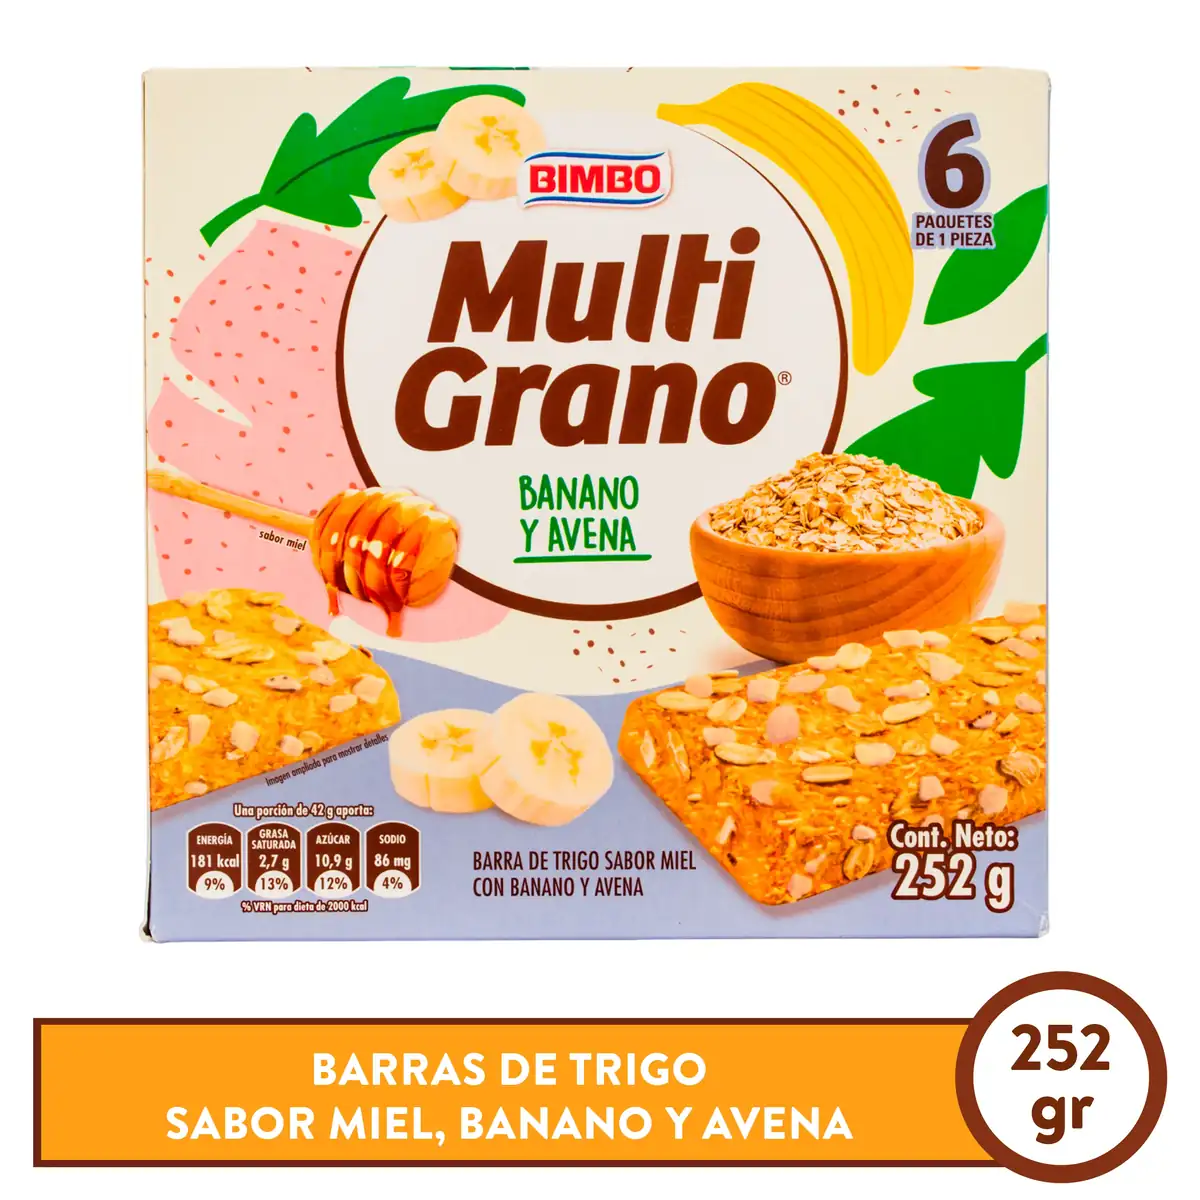 BIMBO
6
PAQUETES
DE 1 PIEZA
Multi
Grano®
BANANO
Y AVENA
sabor miel
Imagen ampliada para mostrar detalles
Una porción de 42 g aporta:
ENERGÍA
181 kcal
9%
GRASA
SATURADA
2,7 g
13%
AZÚCAR
10,9 g
12%
SODIO
86 mg
4%
% VRN para dieta de 2000 kcal
BARRA DE TRIGO SABOR MIEL
CON BANANO Y AVENA
Cont. Neto:
252 g
BARRAS DE TRIGO
SABOR MIEL, BANANO Y AVENA
252
gr